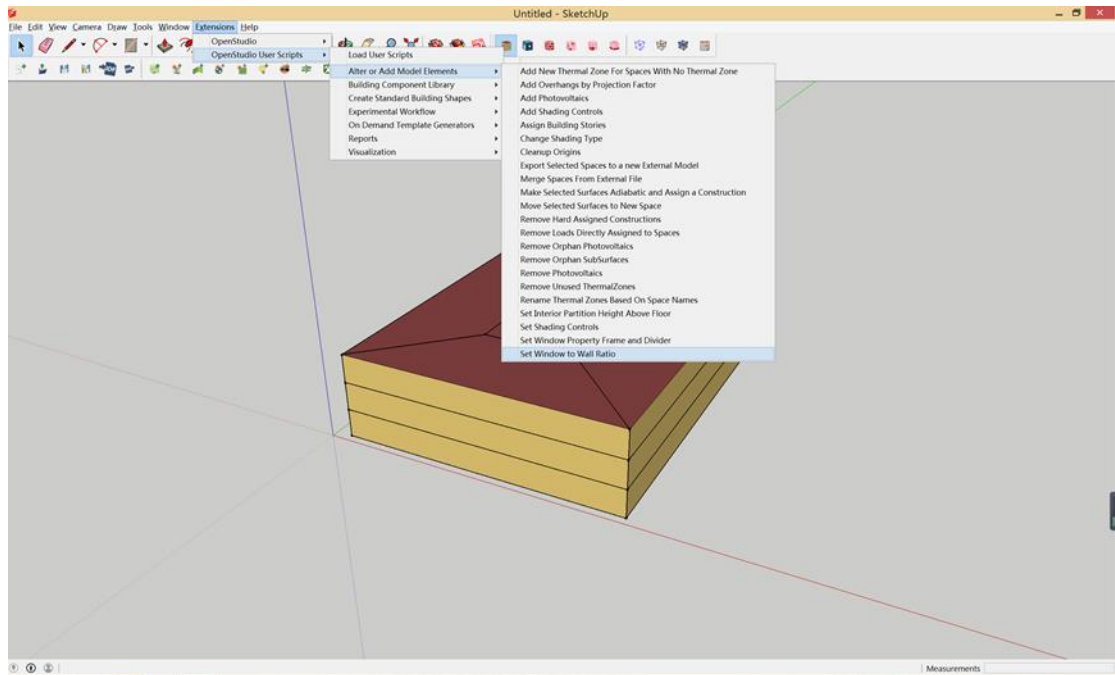 Untitled - SketchUp
File Edit View Camera Draw Tools Window Extensions Help
OpenStudio
OpenStudio User Scripts
Load User Scripts
Alter or Add Model Elements
Building Component Library
Create Standard Building Shapes
Experimental Workflow
On Demand Template Generators
Reports
Visualization
Add New Thermal Zone For Spaces With No Thermal Zone
Add Overhangs by Projection Factor
Add Photovoltaics
Add Shading Controls
Assign Building Stories
Change Shading Type
Cleanup Origins
Export Selected Spaces to a new External Model
Merge Spaces From External File
Make Selected Surfaces Adiabatic and Assign a Construction
Move Selected Surfaces to New Space
Remove Hard Assigned Constructions
Remove Loads Directly Assigned to Spaces
Remove Orphan Photovoltaics
Remove Orphan SubSurfaces
Remove Photovoltaics
Remove Unused ThermalZones
Rename Thermal Zones Based On Space Names
Set Interior Partition Height Above Floor
Set Shading Controls
Set Window Property Frame and Divider
Set Window to Wall Ratio
Measurements